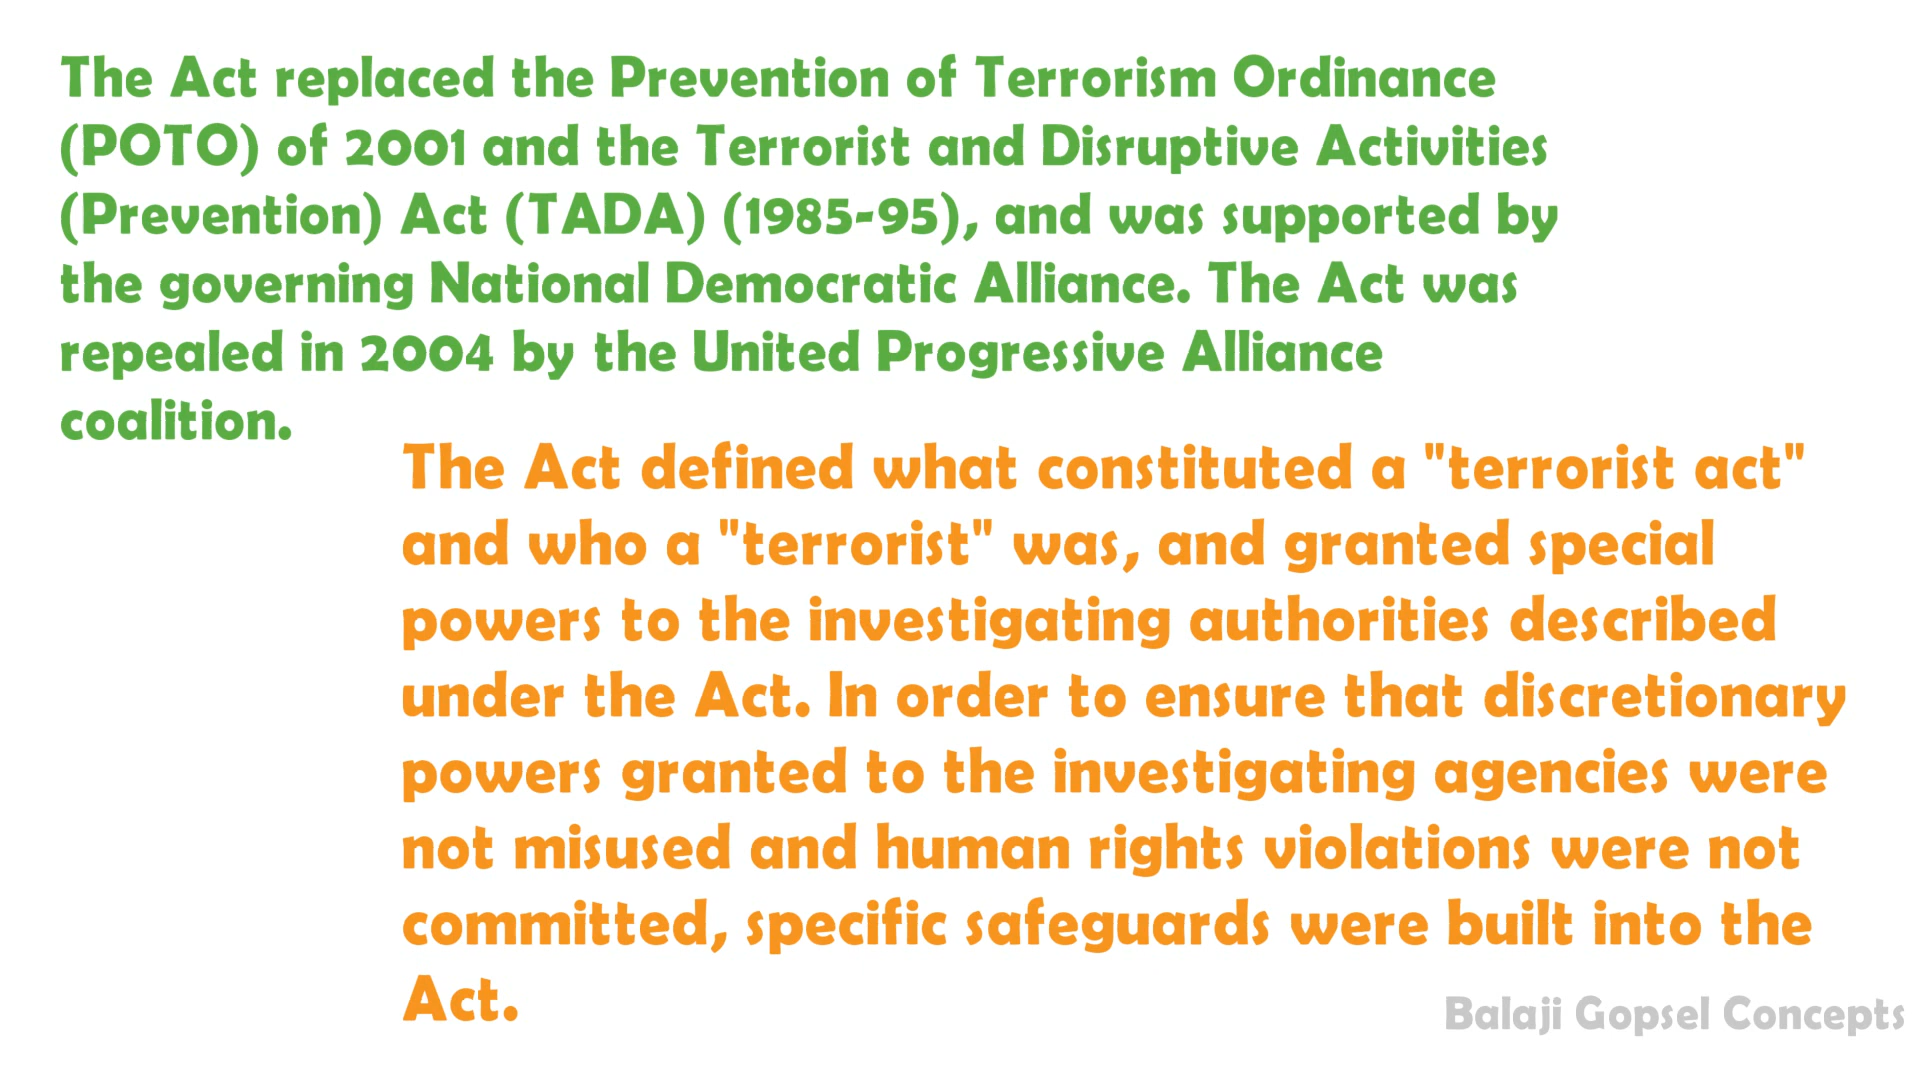 The Act replaced the Prevention of Terrorism Ordinance
(POTO) of 2001 and the Terrorist and Disruptive Activities
(Prevention) Act (TADA) (1985-95), and was supported by
the governing National Democratic Alliance. The Act was
repealed in 2004 by the United Progressive Alliance
coalition.
The Act defined what constituted a "terrorist act"
and who a "terrorist" was, and granted special
powers to the investigating authorities described
under the Act. In order to ensure that discretionary
powers granted to the investigating agencies were
not misused and human rights violations were not
committed, specific safeguards were built into the
Act.
Balaji Gopsel Concepts